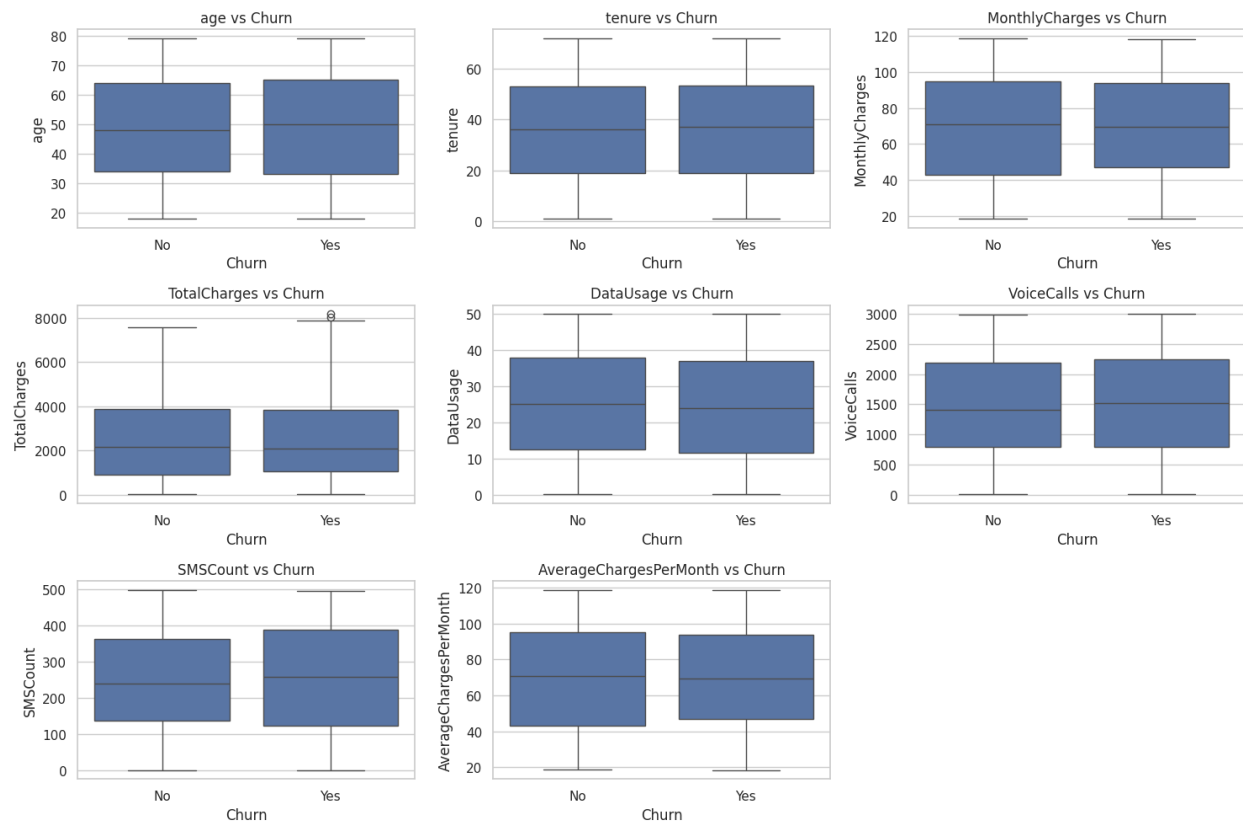 age vs Churn
age
80
70
60
50
40
30
20
No Yes
Churn
tenure vs Churn
tenure
60
40
20
0
No Yes
Churn
MonthlyCharges vs Churn
MonthlyCharges
120
100
80
60
40
20
No Yes
Churn
TotalCharges vs Churn
TotalCharges
8000
6000
4000
2000
0
No Yes
Churn
DataUsage vs Churn
DataUsage
50
40
30
20
10
0
No Yes
Churn
VoiceCalls vs Churn
VoiceCalls
3000
2500
2000
1500
1000
500
0
No Yes
Churn
SMSCount vs Churn
SMSCount
500
400
300
200
100
0
No Yes
Churn
AverageChargesPerMonth vs Churn
AverageChargesPerMonth
120
100
80
60
40
20
No Yes
Churn